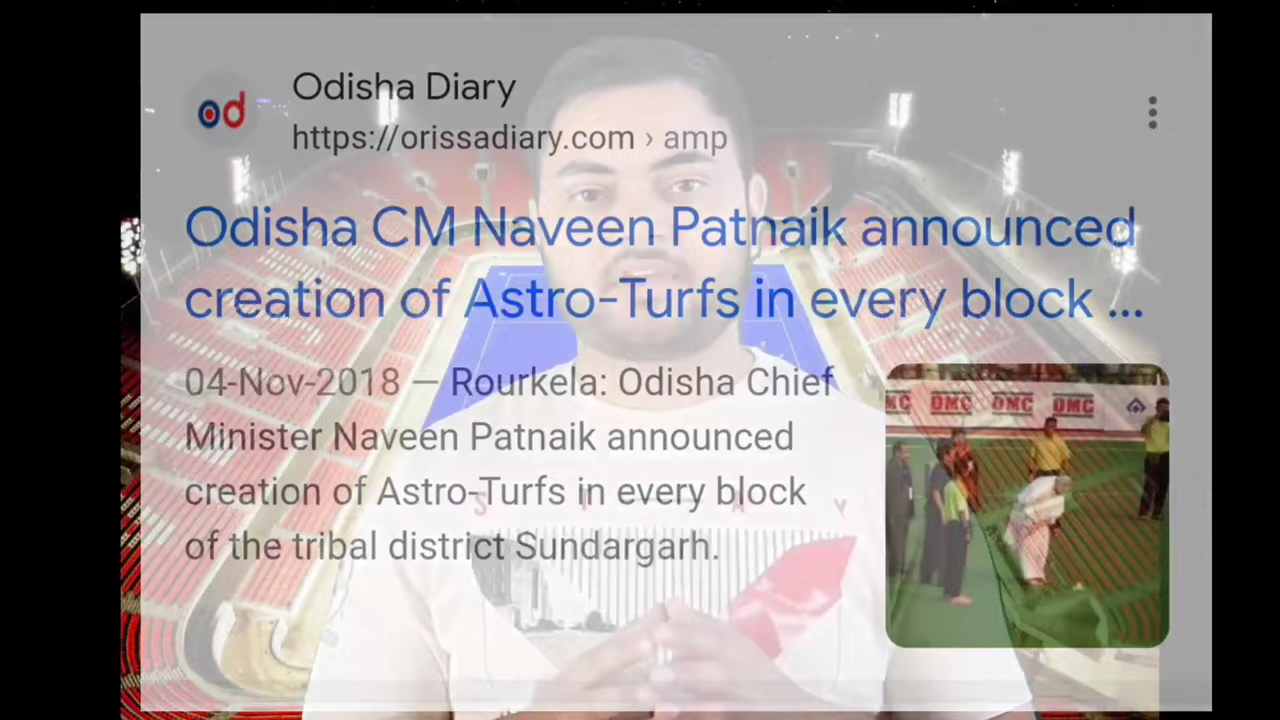 od
Odisha Diary
https://orissadiary.com › amp
Odisha CM Naveen Patnaik announced
creation of Astro-Turfs in every block ...
04-Nov-2018 — Rourkela: Odisha Chief
Minister Naveen Patnaik announced
creation of Astro-Turfs in every block
of the tribal district Sundargarh.
OMC OMC OMC